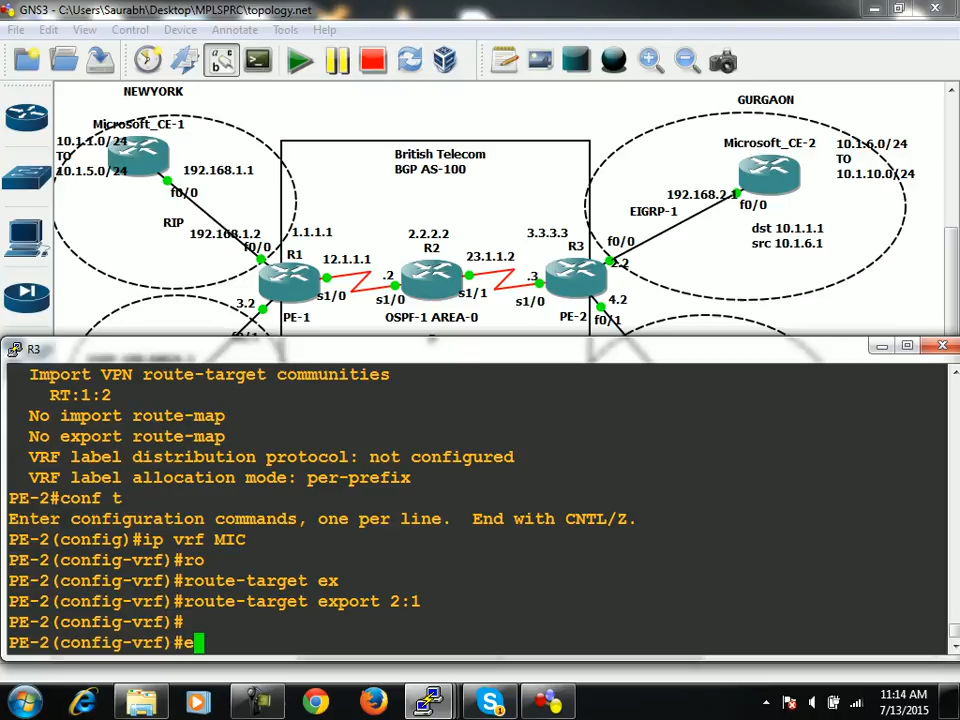 GNS3 - C:\Users\Saurabh\Desktop\MPLSPRC\topology.net
File Edit View Control Device Annotate Tools Help
NEWYORK
GURGAON
Microsoft_CE-1
10.1.1.0/24
TO
10.1.5.0/24
192.168.1.1
f0/0
RIP
192.168.1.2
f0/0
British Telecom
BGP AS-100
Microsoft_CE-2
10.1.6.0/24
TO
10.1.10.0/24
192.168.2.1
f0/0
EIGRP-1
dst 10.1.1.1
src 10.1.6.1
1.1.1.1
R1
12.1.1.1
s1/0
PE-1
3.2
f0/1
2.2.2.2
R2
.2
s1/0
23.1.1.2
s1/1
OSPF-1 AREA-0
3.3.3.3
R3
.3
s1/0
f0/0
2.2
4.2
PE-2
f0/1
R3
Import VPN route-target communities
RT:1:2
No import route-map
No export route-map
VRF label distribution protocol: not configured
VRF label allocation mode: per-prefix
PE-2#conf t
Enter configuration commands, one per line. End with CNTL/Z.
PE-2(config)#ip vrf MIC
PE-2(config-vrf)#ro
PE-2(config-vrf)#route-target ex
PE-2(config-vrf)#route-target export 2:1
PE-2(config-vrf)#
PE-2(config-vrf)#e
11:14 AM
7/13/2015